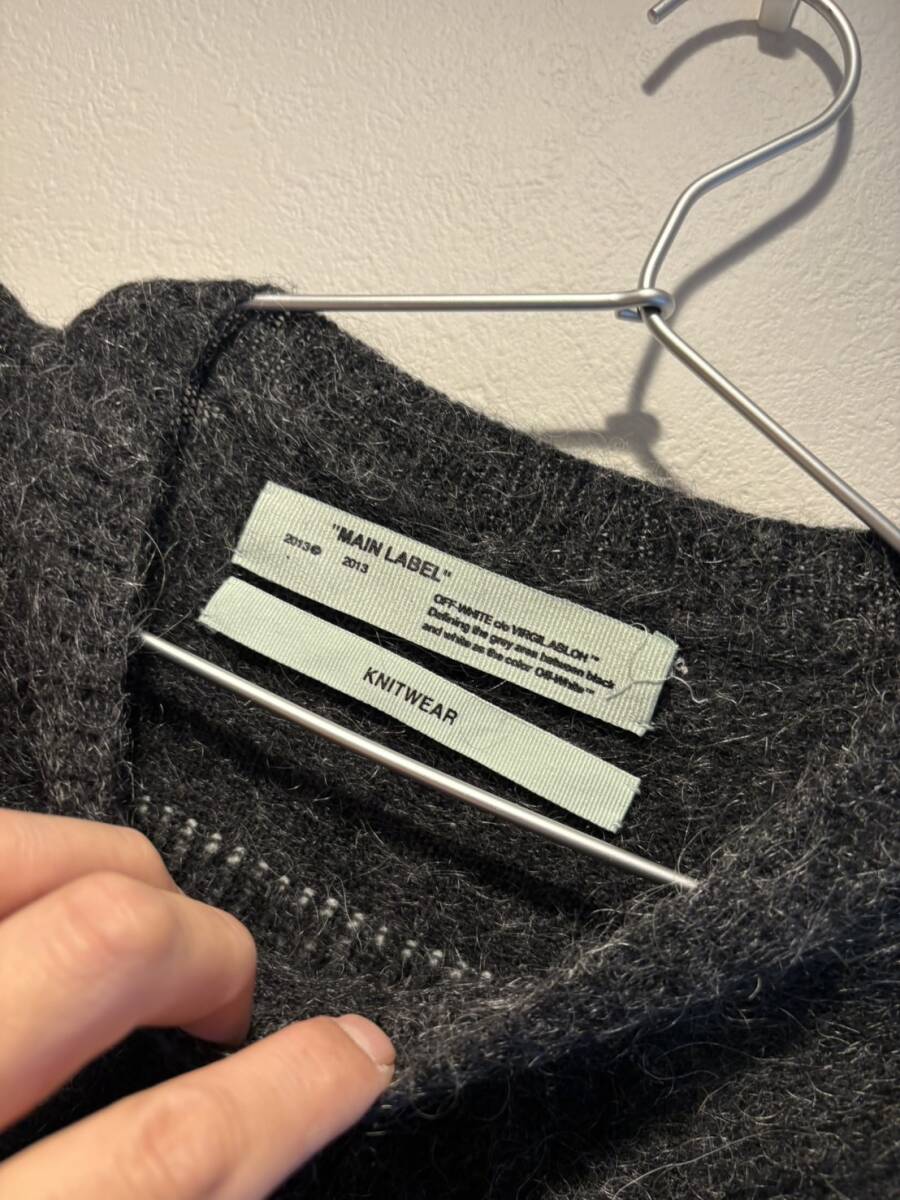 "MAIN LABEL"
2013© 2013
OFF-WHITE c/o VIRGIL ABLOH™
Defining the grey area between black
and white as the color Off-White™
KNITWEAR